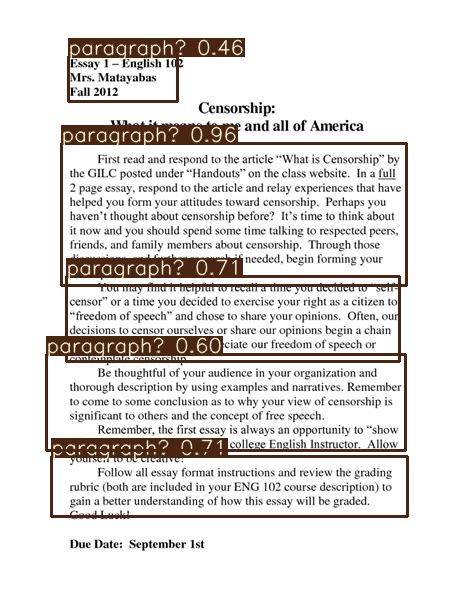 paragraph? 0.46
Essay 1 – English 102
Mrs. Matayabas
Fall 2012
Censorship:
What it means to me and all of America
paragraph? 0.96
First read and respond to the article “What is Censorship” by
the GILC posted under “Handouts” on the class website. In a full
2 page essay, respond to the article and relay experiences that have
helped you form your attitudes toward censorship. Perhaps you
haven’t thought about censorship before? It’s time to think about
it now and you should spend some time talking to respected peers,
friends, and family members about censorship. Through those
discussions, and further research if needed, begin forming your
paragraph? 0.71
You may find it helpful to recall a time you decided to “self-
censor” or a time you decided to exercise your right as a citizen to
“freedom of speech” and chose to share your opinions. Often, our
decisions to censor ourselves or share our opinions begin a chain
our freedom of speech or
paragraph? 0.60
contemplate censorship.
Be thoughtful of your audience in your organization and
thorough description by using examples and narratives. Remember
to come to some conclusion as to why your view of censorship is
significant to others and the concept of free speech.
Remember, the first essay is always an opportunity to “show
college English Instructor. Allow
paragraph? 0.71
yourself to be creative!
Follow all essay format instructions and review the grading
rubric (both are included in your ENG 102 course description) to
gain a better understanding of how this essay will be graded.
Good Luck!
Due Date: September 1st